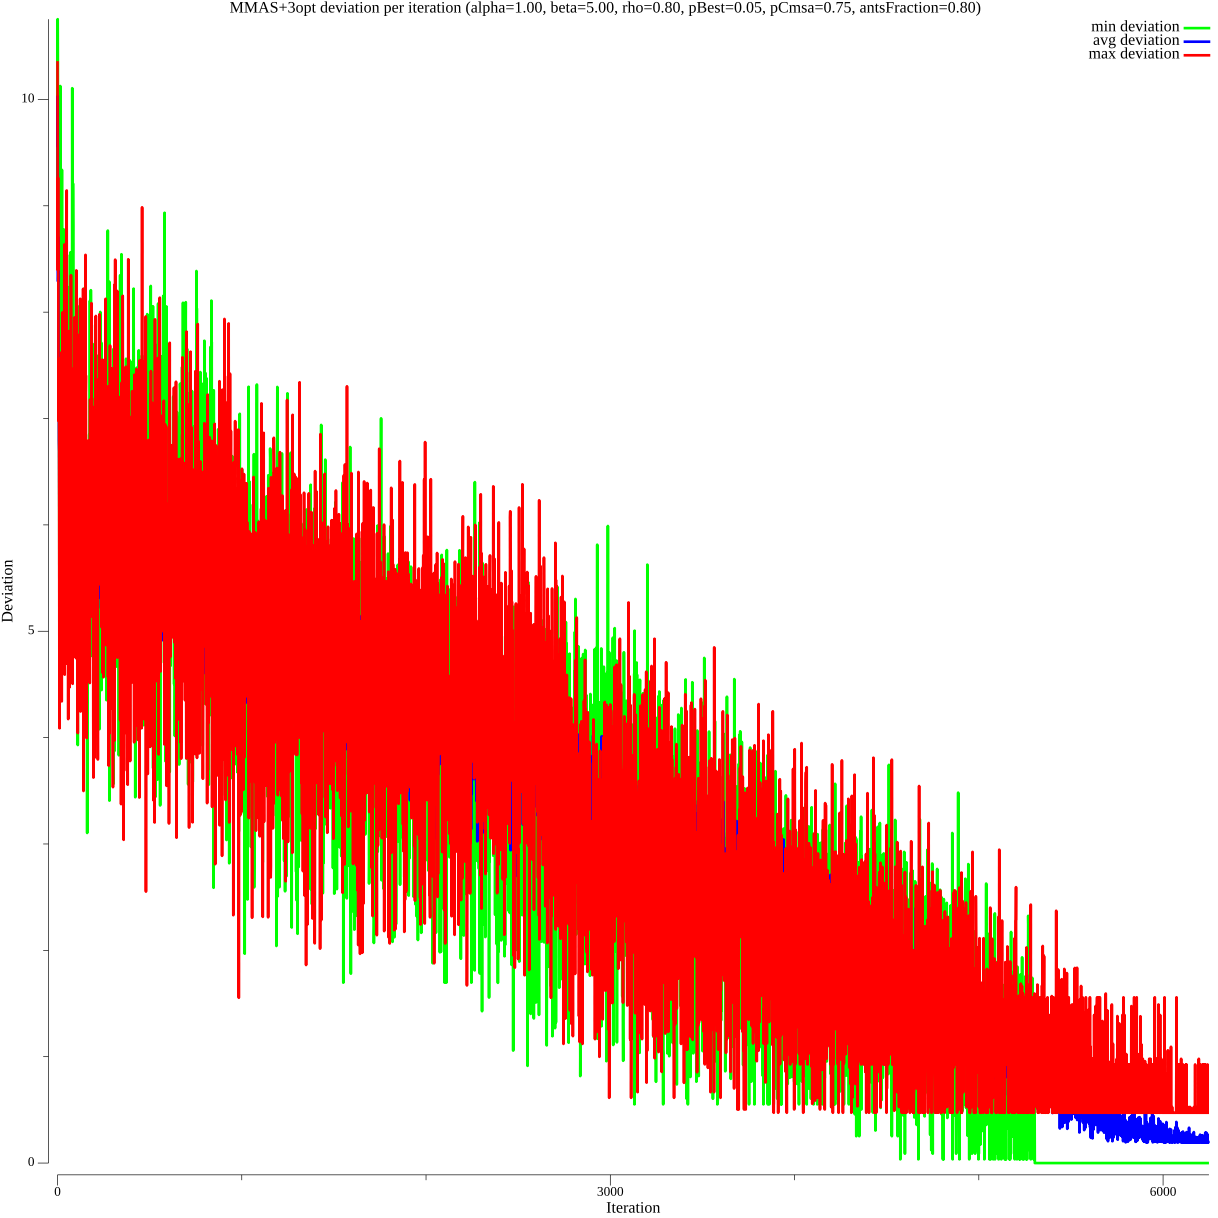 MMAS+3opt deviation per iteration (alpha=1.00, beta=5.00, rho=0.80, pBest=0.05, pCmsa=0.75, antsFraction=0.80)
min deviation
avg deviation
max deviation
10
5
0
Deviation
0
3000
6000
Iteration